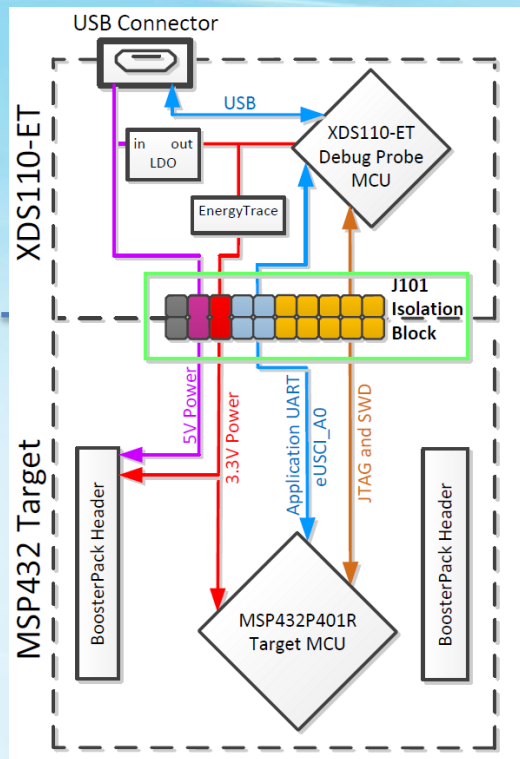 USB Connector
XDS110-ET
USB
in out
LDO
XDS110-ET
Debug Probe
MCU
EnergyTrace
J101
Isolation
Block
MSP432 Target
5V Power
3.3V Power
Application UART
eUSCI_A0
JTAG and SWD
BoosterPack Header
MSP432P401R
Target MCU
BoosterPack Header